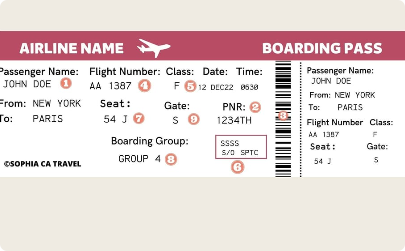 AIRLINE NAME
BOARDING PASS
Passenger Name: Flight Number: Class: Date: Time:
JOHN DOE 1 AA 1387 4 F 5 12 DEC22 0630
From: NEW YORK Seat: Gate: PNR: 2
To: PARIS 54 J 7 S 9 1234TH
Boarding Group:
GROUP 4 8
SSSS
S/O SPTC
6
©SOPHIA CA TRAVEL
3
Passenger Name:
JOHN DOE
From: NEW YORK
To: PARIS
Flight Number Class:
AA 1387 F
Seat: Gate:
54 J S